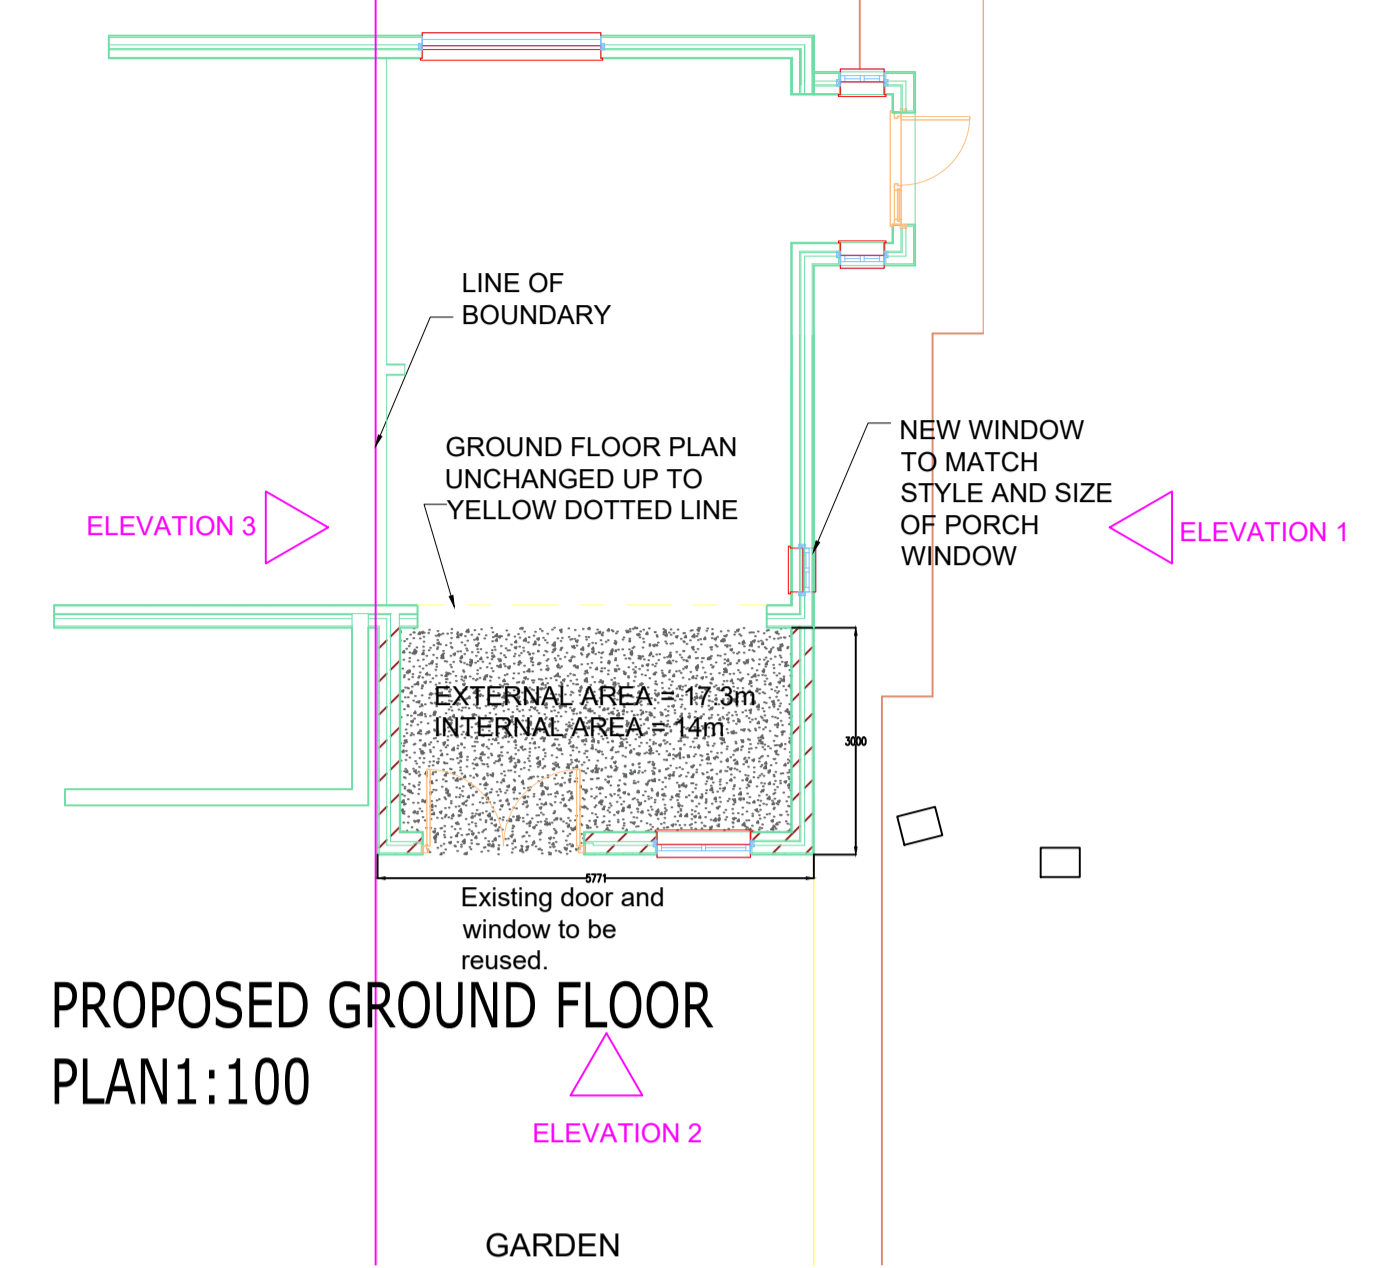 LINE OF
BOUNDARY
GROUND FLOOR PLAN
UNCHANGED UP TO
YELLOW DOTTED LINE
NEW WINDOW
TO MATCH
STYLE AND SIZE
OF PORCH
WINDOW
ELEVATION 3
ELEVATION 1
EXTERNAL AREA = 17.3m
INTERNAL AREA = 14m
3000
5771
Existing door and
window to be
reused.
PROPOSED GROUND FLOOR
PLAN1:100
ELEVATION 2
GARDEN